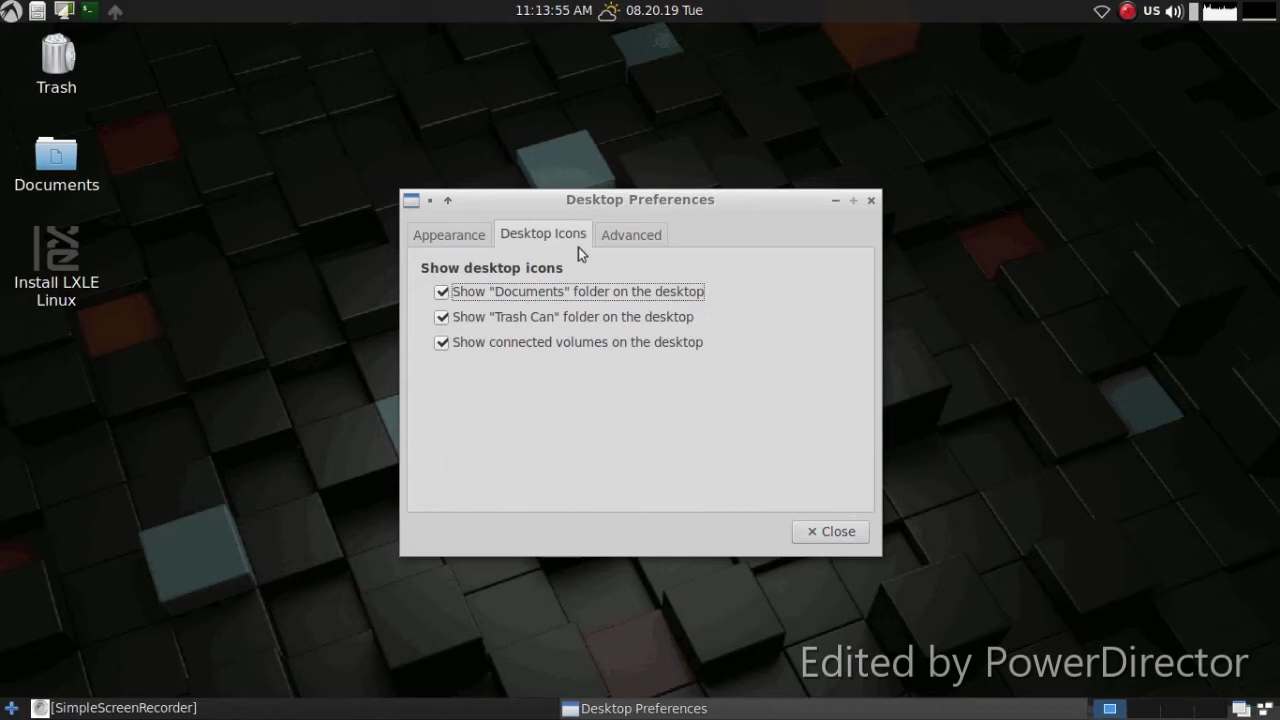 11:13:55 AM 08.20.19 Tue
US
Trash
Documents
Install LXLE
Linux
Desktop Preferences
Appearance
Desktop Icons
Advanced
Show desktop icons
Show "Documents" folder on the desktop
Show "Trash Can" folder on the desktop
Show connected volumes on the desktop
Close
Edited by PowerDirector
[SimpleScreenRecorder]
Desktop Preferences